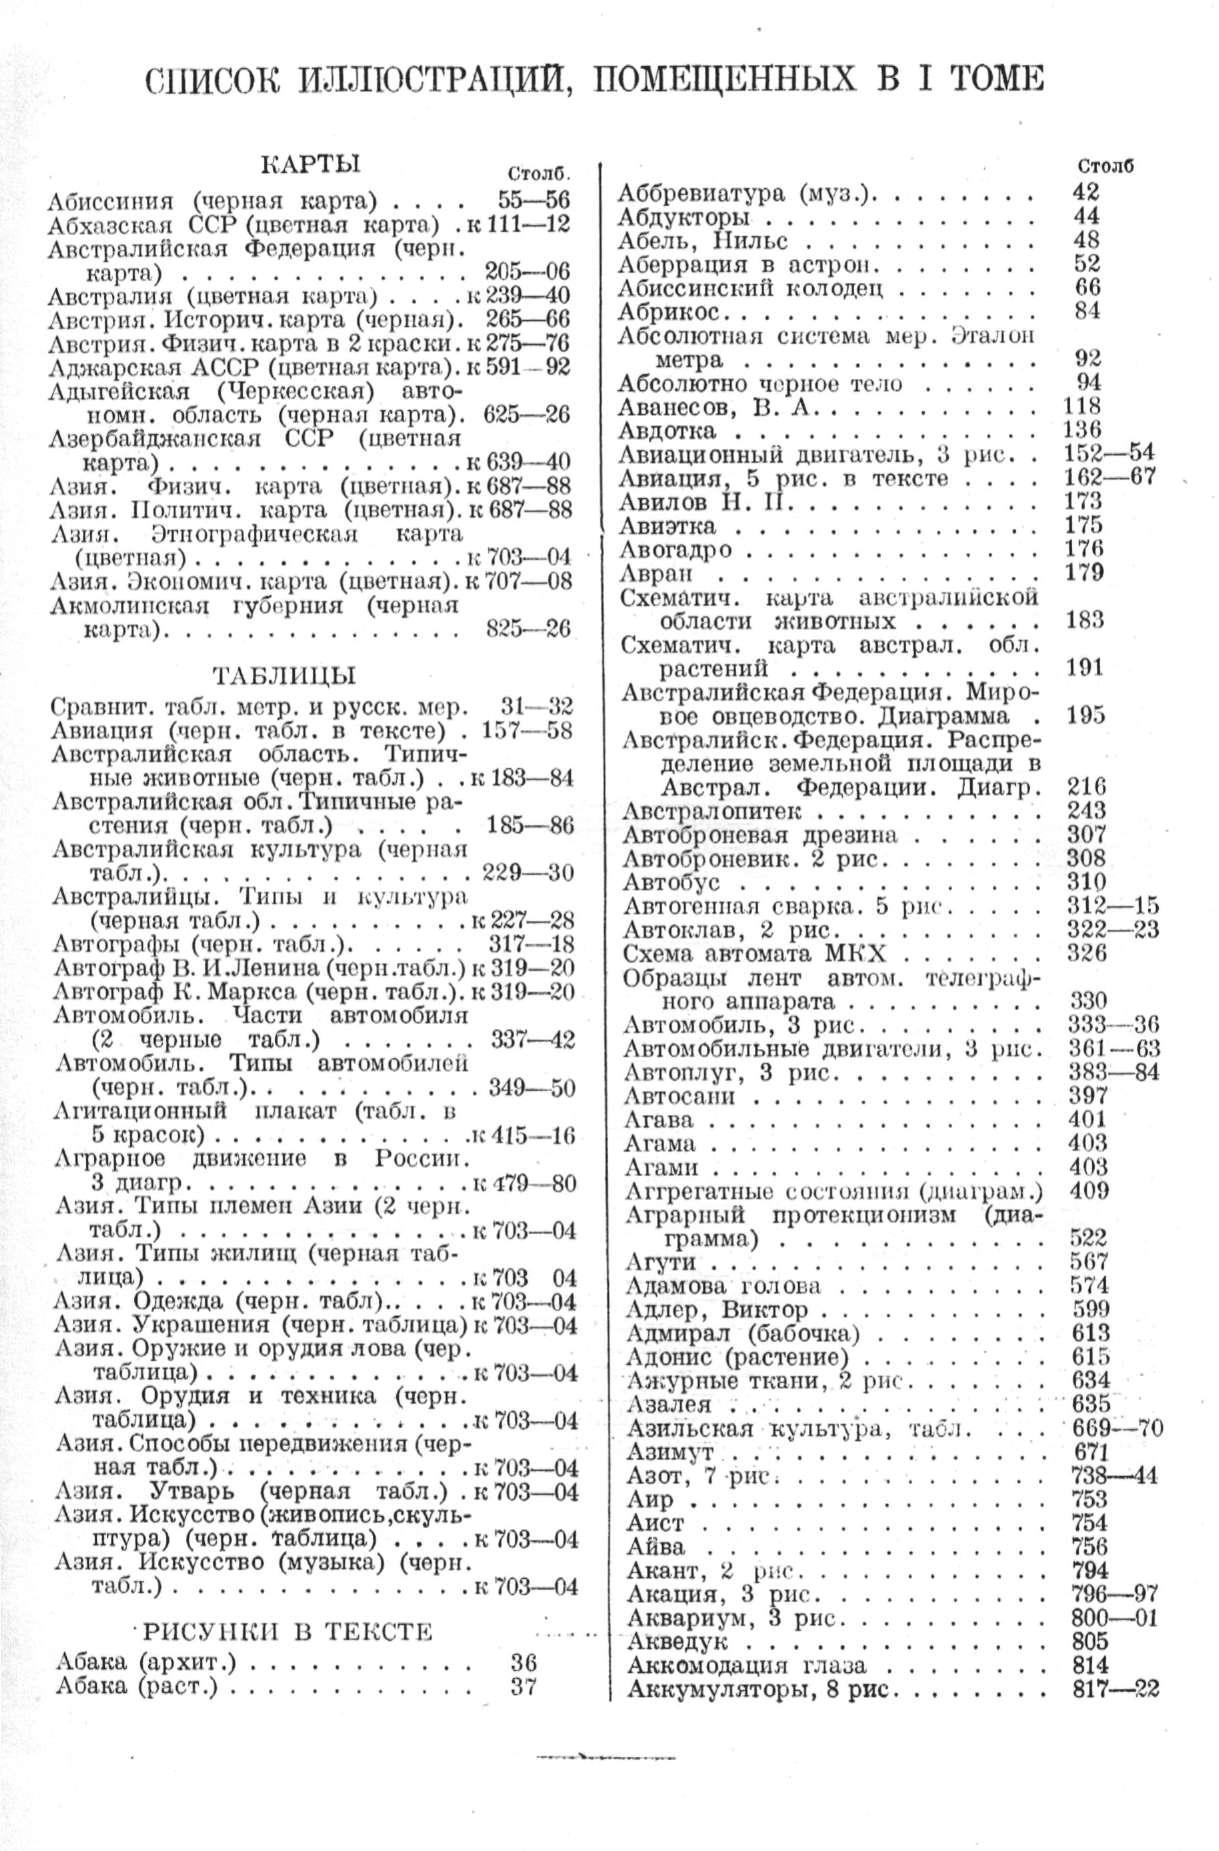 СПИСОК ИЛЛЮСТРАЦИЙ, ПОМЕЩЕННЫХ В I ТОМЕ
КАРТЫ
Столб.
Абиссиния (черная карта) . . . . 55—56
Абхазская ССР (цветная карта) . к 111—12
Австралийская Федерация (черн.
карта) . . . . . . . . . . . . . . 205—06
Австралия (цветная карта) . . . . к 239—40
Австрия. Историч. карта (черная). 265—66
Австрия. Физич. карта в 2 краски. к 275—76
Аджарская АССР (цветная карта). к 591—92
Адыгейская (Черкесская) авто-
номн. область (черная карта). 625—26
Азербайджанская ССР (цветная
карта) . . . . . . . . . . . . . . к 639—40
Азия. Физич. карта (цветная). к 687—88
Азия. Политич. карта (цветная). к 687—88
Азия. Этнографическая карта
(цветная) . . . . . . . . . . . . . к 703—04
Азия. Экономич. карта (цветная). к 707—08
Акмолинская губерния (черная
карта). . . . . . . . . . . . . . 825—26
ТАБЛИЦЫ
Сравнит. табл. метр. и русск. мер. 31—32
Авиация (черн. табл. в тексте) . 157—58
Австралийская область. Типич-
ные животные (черн. табл.) . . к 183—84
Австралийская обл. Типичные ра-
стения (черн. табл.) . . . . . 185—86
Австралийская культура (черная
табл.). . . . . . . . . . . . . . 229—30
Австралийцы. Типы и культура
(черная табл.) . . . . . . . . . . к 227—28
Автографы (черн. табл.). . . . . . 317—18
Автограф В. И. Ленина (черн. табл.) к 319—20
Автограф К. Маркса (черн. табл.). к 319—20
Автомобиль. Части автомобиля
(2 черные табл.) . . . . . . . 337—42
Автомобиль. Типы автомобилей
(черн. табл.). . . . . . . . . . . 349—50
Агитационный плакат (табл. в
5 красок) . . . . . . . . . . . . . к 415—16
Аграрное движение в России.
3 диагр. . . . . . . . . . . . . . к 479—80
Азия. Типы племен Азии (2 черн.
табл.) . . . . . . . . . . . . . . к 703—04
Азия. Типы жилищ (черная таб-
лица) . . . . . . . . . . . . . . . к 703 04
Азия. Одежда (черн. табл). . . . . к 703—04
Азия. Украшения (черн. таблица) к 703—04
Азия. Оружие и орудия лова (чер.
таблица) . . . . . . . . . . . . . к 703—04
Азия. Орудия и техника (черн.
таблица) . . . . . . . . . . . . . к 703—04
Азия. Способы передвижения (чер-
ная табл.) . . . . . . . . . . . . к 703—04
Азия. Утварь (черная табл.) . к 703—04
Азия. Искусство (живопись, скуль-
птура) (черн. таблица) . . . . к 703—04
Азия. Искусство (музыка) (черн.
табл.) . . . . . . . . . . . . . . к 703—04
РИСУНКИ В ТЕКСТЕ
Абака (архит.) . . . . . . . . . . . 36
Абака (раст.) . . . . . . . . . . . . 37
Столб
Аббревиатура (муз.). . . . . . . . 42
Абдукторы . . . . . . . . . . . . . 44
Абель, Нильс . . . . . . . . . . . 48
Аберрация в астрон. . . . . . . . 52
Абиссинский колодец . . . . . . . 66
Абрикос. . . . . . . . . . . . . . . 84
Абсолютная система мер. Эталон
метра . . . . . . . . . . . . . . 92
Абсолютно черное тело . . . . . . 94
Аванесов, В. А. . . . . . . . . . . 118
Авдотка . . . . . . . . . . . . . . 136
Авиационный двигатель, 3 рис. . 152—54
Авиация, 5 рис. в тексте . . . . 162—67
Авилов Н. П. . . . . . . . . . . . 173
Авиэтка . . . . . . . . . . . . . . 175
Авогадро . . . . . . . . . . . . . . 176
Авран . . . . . . . . . . . . . . . 179
Схематич. карта австралийской
области животных . . . . . . 183
Схематич. карта австрал. обл.
растений . . . . . . . . . . . . 191
Австралийская Федерация. Миро-
вое овцеводство. Диаграмма . 195
Австралийск. Федерация. Распре-
деление земельной площади в
Австрал. Федерации. Диагр. 216
Австралопитек . . . . . . . . . . . 243
Автоброневая дрезина . . . . . . 307
Автоброневик. 2 рис. . . . . . . . 308
Автобус . . . . . . . . . . . . . . 310
Автогенная сварка. 5 рис. . . . . 312—15
Автоклав, 2 рис. . . . . . . . . . 322—23
Схема автомата МКХ . . . . . . . 326
Образцы лент автом. телеграф-
ного аппарата . . . . . . . . . . 330
Автомобиль, 3 рис. . . . . . . . . 333—36
Автомобильные двигатели, 3 рис. 361—63
Автоплуг, 3 рис. . . . . . . . . . 383—84
Автосани . . . . . . . . . . . . . . 397
Агава . . . . . . . . . . . . . . . . 401
Агама . . . . . . . . . . . . . . . . 403
Агами . . . . . . . . . . . . . . . . 403
Аггрегатные состояния (диаграм.) 409
Аграрный протекционизм (диа-
грамма) . . . . . . . . . . . . . 522
Агути . . . . . . . . . . . . . . . . 567
Адамова голова . . . . . . . . . . 574
Адлер, Виктор . . . . . . . . . . . 599
Адмирал (бабочка) . . . . . . . . 613
Адонис (растение) . . . . . . . . . 615
Ажурные ткани, 2 рис. . . . . . . 634
Азалея . . . . . . . . . . . . . . . 635
Азильская культура, табл. . . . . 669—70
Азимут . . . . . . . . . . . . . . . 671
Азот, 7 рис. . . . . . . . . . . . . 738—44
Аир . . . . . . . . . . . . . . . . . 753
Аист . . . . . . . . . . . . . . . . 754
Айва . . . . . . . . . . . . . . . . 756
Акант, 2 рис. . . . . . . . . . . . 794
Акация, 3 рис. . . . . . . . . . . 796—97
Аквариум, 3 рис. . . . . . . . . . 800—01
Акведук . . . . . . . . . . . . . . 805
Аккомодация глаза . . . . . . . . 814
Аккумуляторы, 8 рис. . . . . . . . 817—22